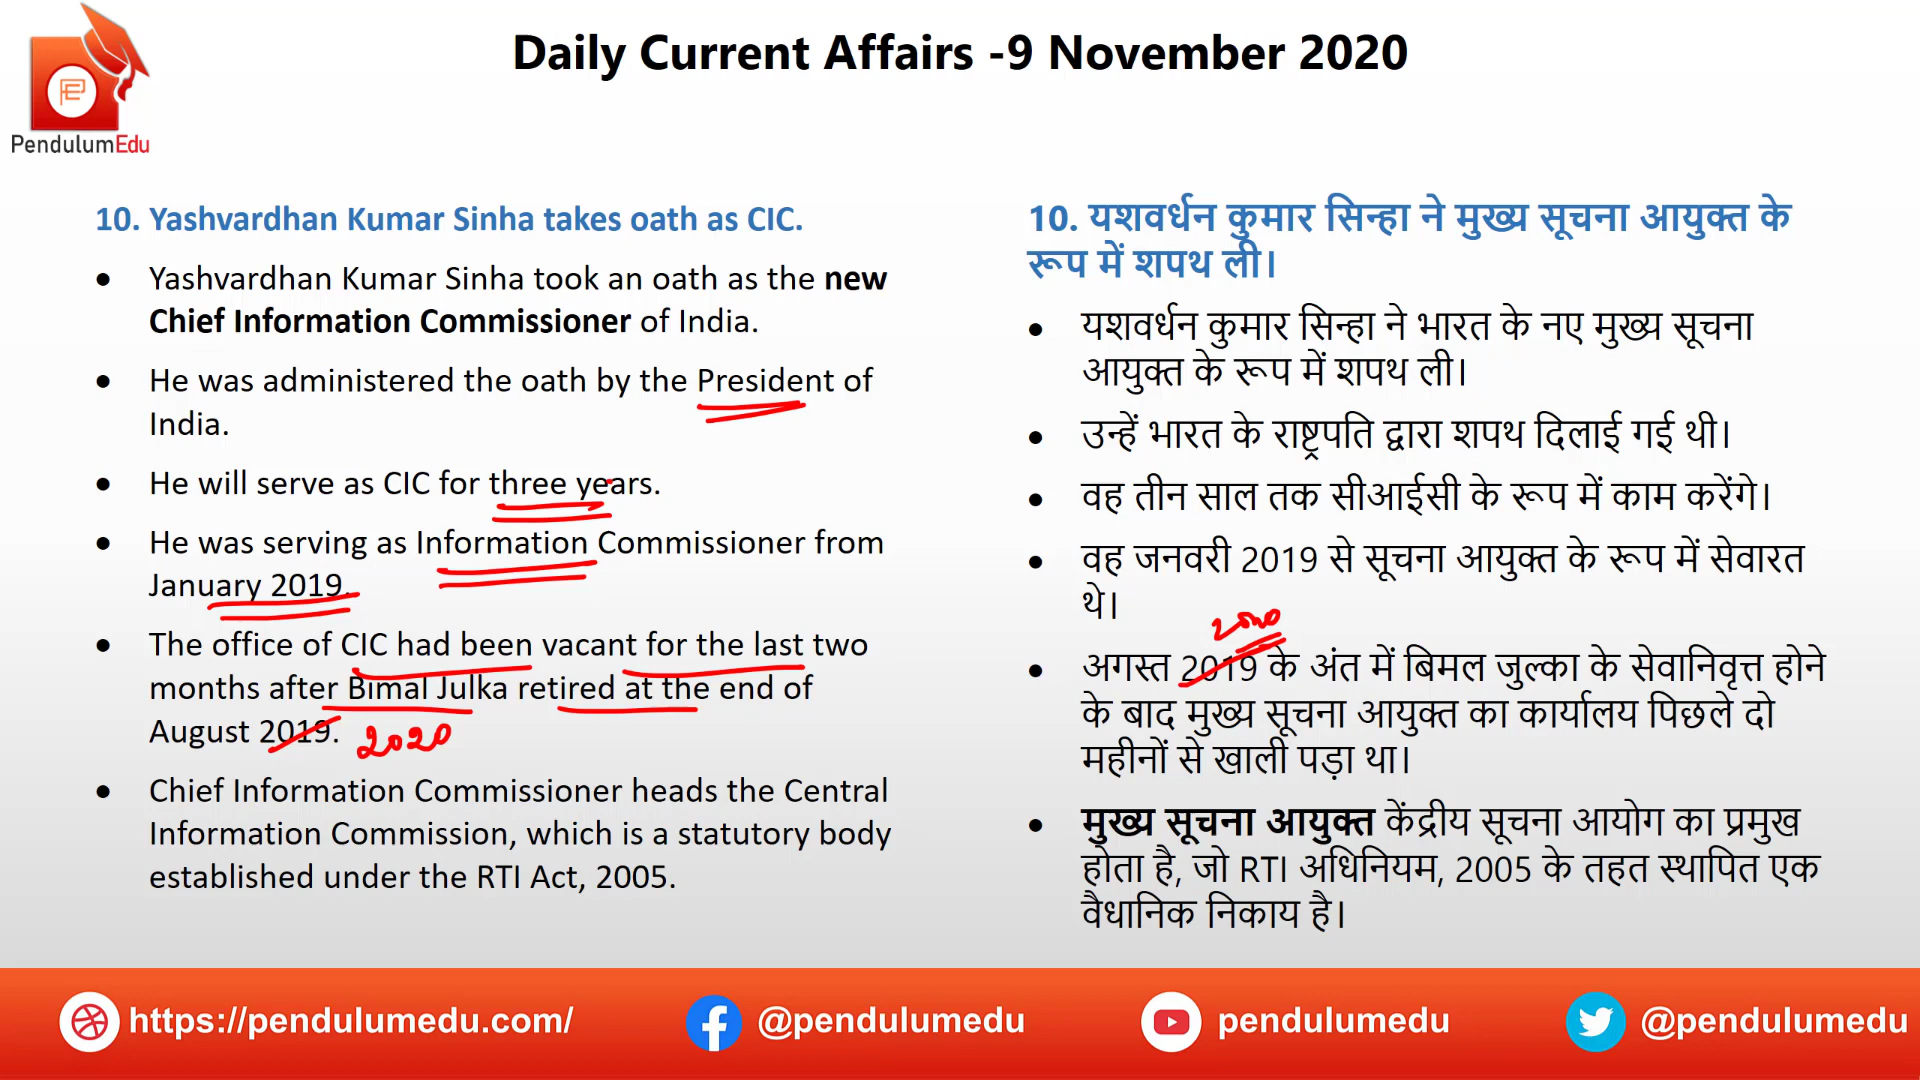 Daily Current Affairs -9 November 2020
PendulumEdu
10. Yashvardhan Kumar Sinha takes oath as CIC.
• Yashvardhan Kumar Sinha took an oath as the new
Chief Information Commissioner of India.
• He was administered the oath by the President of
India.
• He will serve as CIC for three years.
• He was serving as Information Commissioner from
January 2019.
• The office of CIC had been vacant for the last two
months after Bimal Julka retired at the end of
August 2019. 2020
• Chief Information Commissioner heads the Central
Information Commission, which is a statutory body
established under the RTI Act, 2005.
10. यशवर्धन कुमार सिन्हा ने मुख्य सूचना आयुक्त के
रूप में शपथ ली।
• यशवर्धन कुमार सिन्हा ने भारत के नए मुख्य सूचना
आयुक्त के रूप में शपथ ली।
• उन्हें भारत के राष्ट्रपति द्वारा शपथ दिलाई गई थी।
• वह तीन साल तक सीआईसी के रूप में काम करेंगे।
• वह जनवरी 2019 से सूचना आयुक्त के रूप में सेवारत
थे।
2020
• अगस्त 2019 के अंत में बिमल जुल्का के सेवानिवृत्त होने
के बाद मुख्य सूचना आयुक्त का कार्यालय पिछले दो
महीनों से खाली पड़ा था।
• मुख्य सूचना आयुक्त केंद्रीय सूचना आयोग का प्रमुख
होता है, जो RTI अधिनियम, 2005 के तहत स्थापित एक
वैधानिक निकाय है।
https://pendulumedu.com/
@pendulumedu
pendulumedu
@pendulumedu